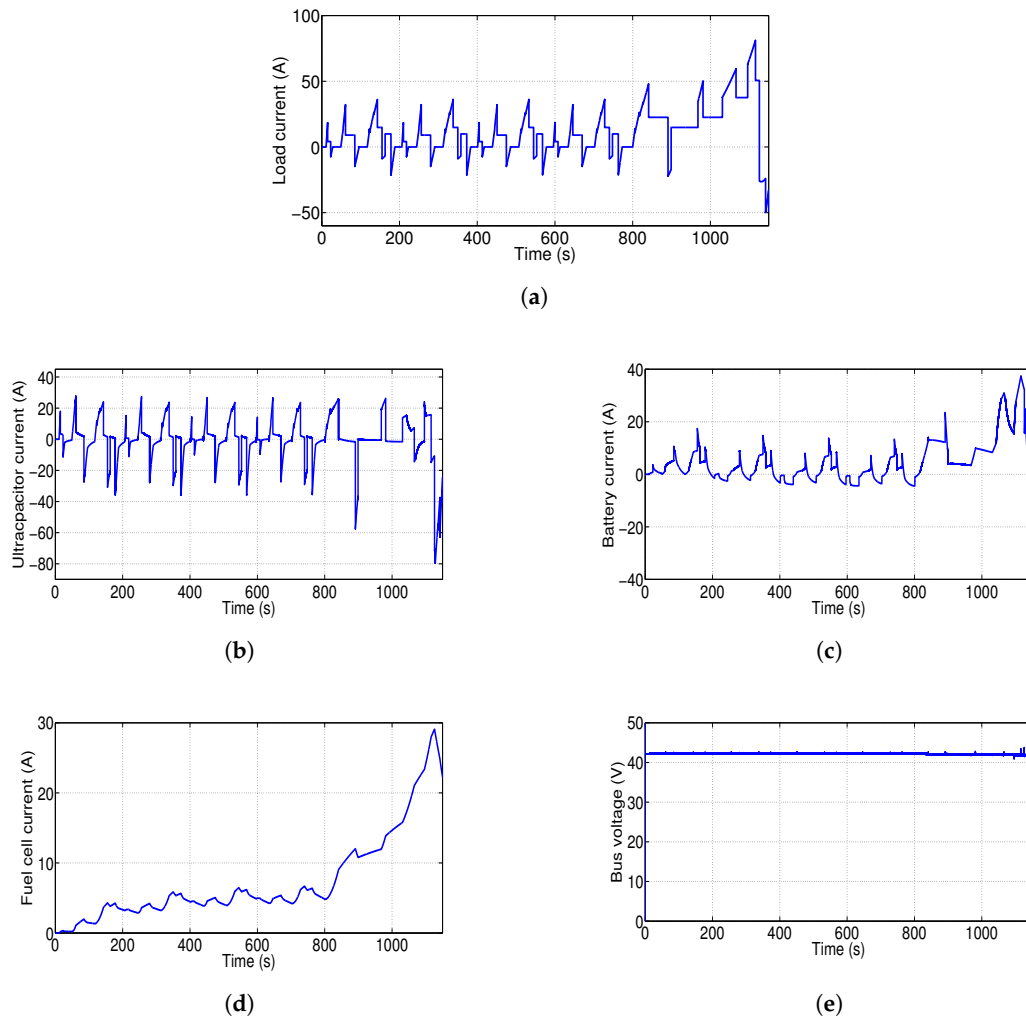 100
50
0
−50
Load current (A)
0 200 400 600 800 1000
Time (s)
(a)
40
20
0
−20
−40
−60
−80
Ultracpacitor current (A)
0 200 400 600 800 1000
Time (s)
(b)
40
20
0
−20
−40
Battery current (A)
0 200 400 600 800 1000
Time (s)
(c)
30
20
10
0
Fuel cell current (A)
0 200 400 600 800 1000
Time (s)
(d)
50
40
30
20
10
0
Bus voltage (V)
0 200 400 600 800 1000
Time (s)
(e)